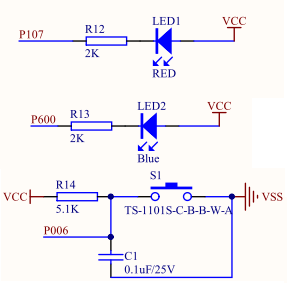 LED1
VCC
R12
P107
2K
RED
LED2
VCC
R13
P600
2K
Blue
S1
R14
VCC
VSS
5.1K
TS-1101S-C-B-B-W-A
P006
C1
0.1uF/25V